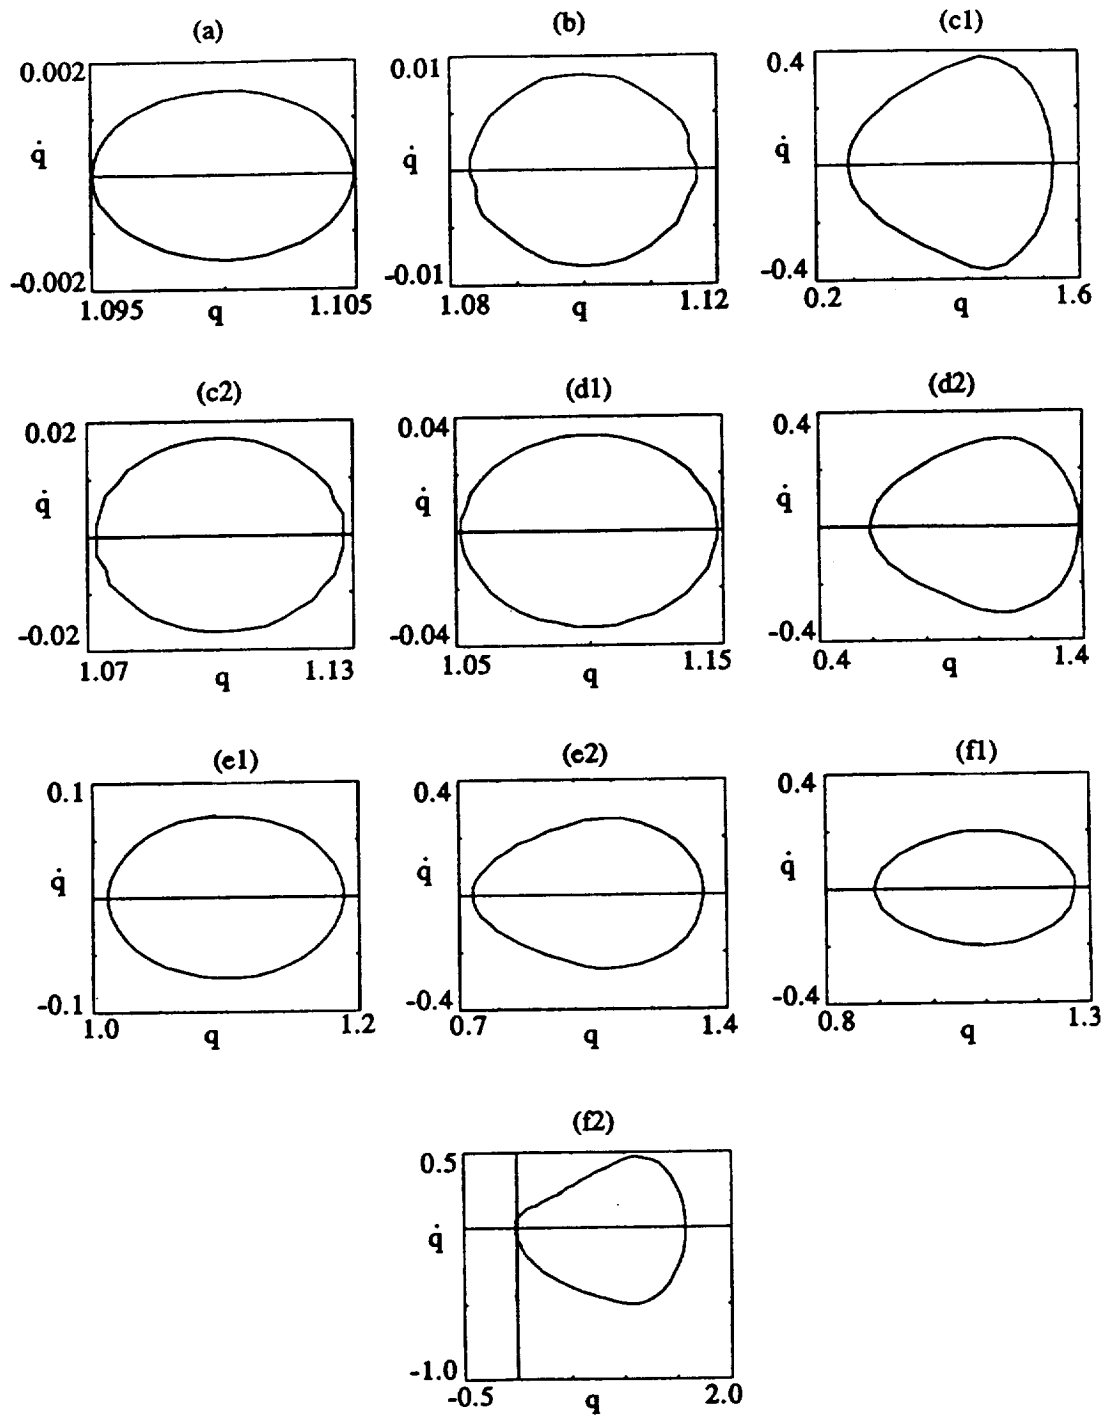 (a)
0.002
q̇
-0.002
1.095 q 1.105
(b)
0.01
q̇
-0.01
1.08 q 1.12
(c1)
0.4
q̇
-0.4
0.2 q 1.6
(c2)
0.02
q̇
-0.02
1.07 q 1.13
(d1)
0.04
q̇
-0.04
1.05 q 1.15
(d2)
0.4
q̇
-0.4
0.4 q 1.4
(e1)
0.1
q̇
-0.1
1.0 q 1.2
(e2)
0.4
q̇
-0.4
0.7 q 1.4
(f1)
0.4
q̇
-0.4
0.8 q 1.3
(f2)
0.5
q̇
-1.0
-0.5 q 2.0